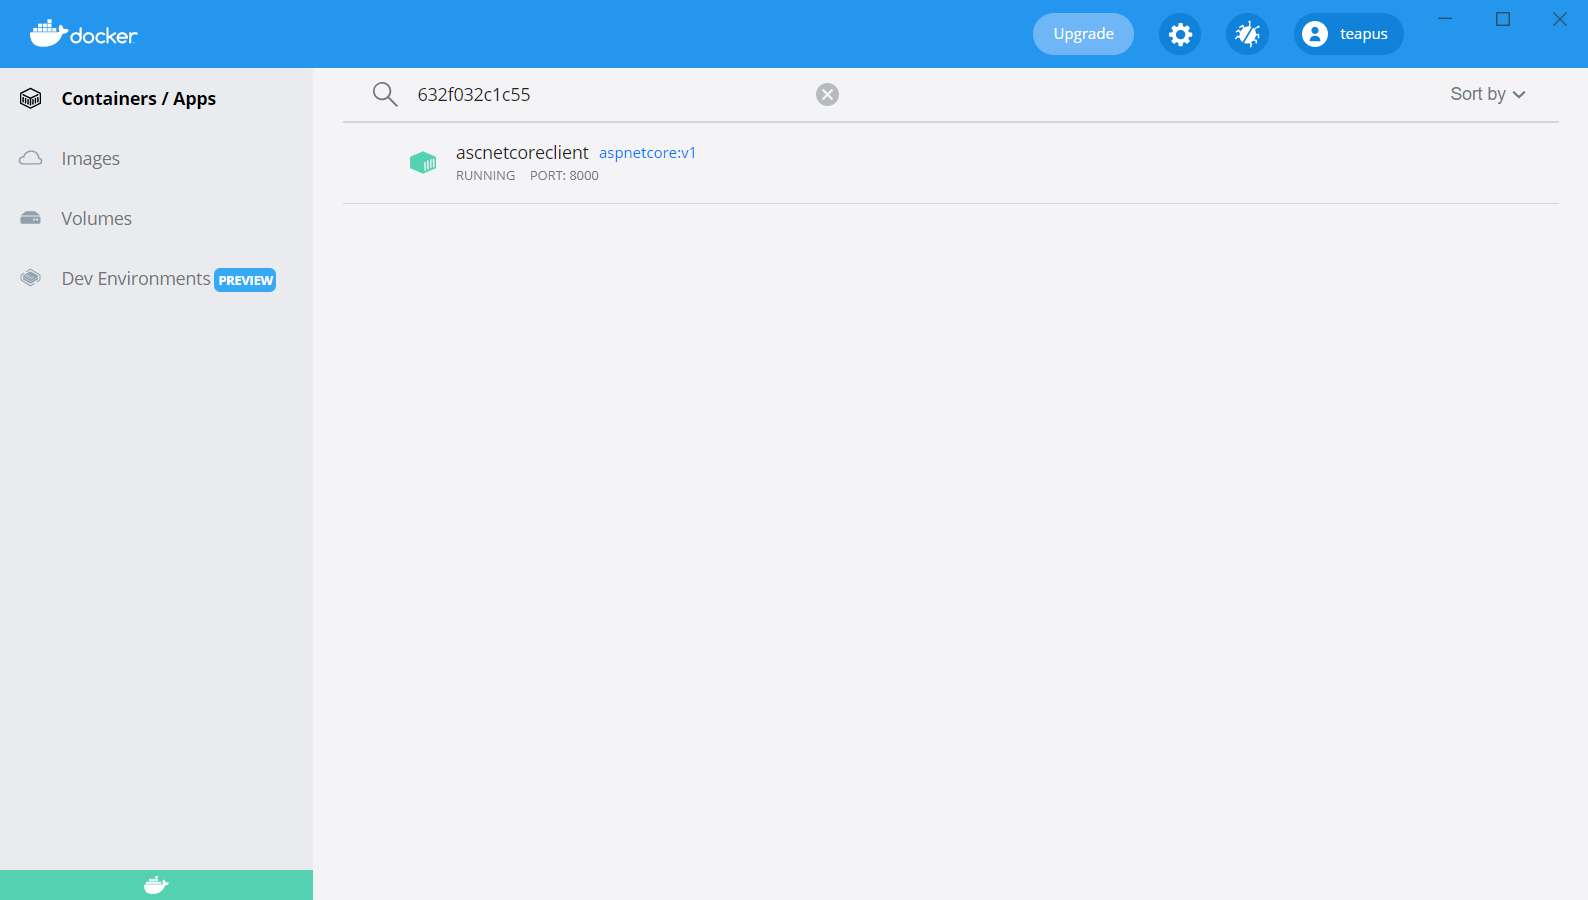 docker
Upgrade
teapus
Containers / Apps
Images
Volumes
Dev Environments PREVIEW
632f032c1c55
Sort by
ascnetcoreclient aspnetcore:v1
RUNNING PORT: 8000